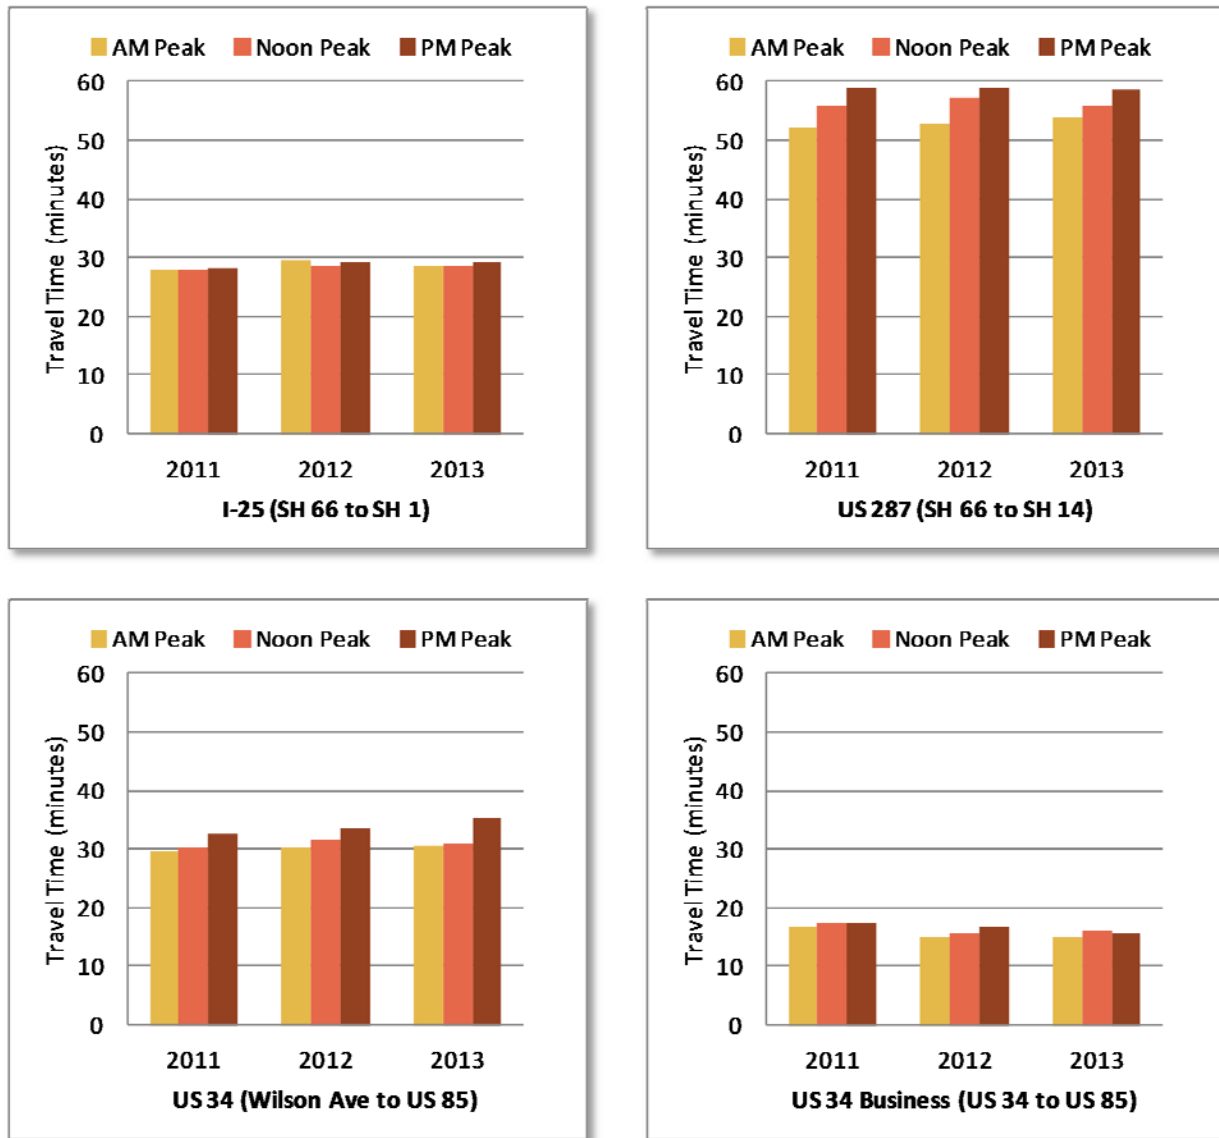 AM Peak Noon Peak PM Peak
60
50
40
30
20
10
0
Travel Time (minutes)
2011 2012 2013
I-25 (SH 66 to SH 1)
AM Peak Noon Peak PM Peak
60
50
40
30
20
10
0
Travel Time (minutes)
2011 2012 2013
US 287 (SH 66 to SH 14)
AM Peak Noon Peak PM Peak
60
50
40
30
20
10
0
Travel Time (minutes)
2011 2012 2013
US 34 (Wilson Ave to US 85)
AM Peak Noon Peak PM Peak
60
50
40
30
20
10
0
Travel Time (minutes)
2011 2012 2013
US 34 Business (US 34 to US 85)